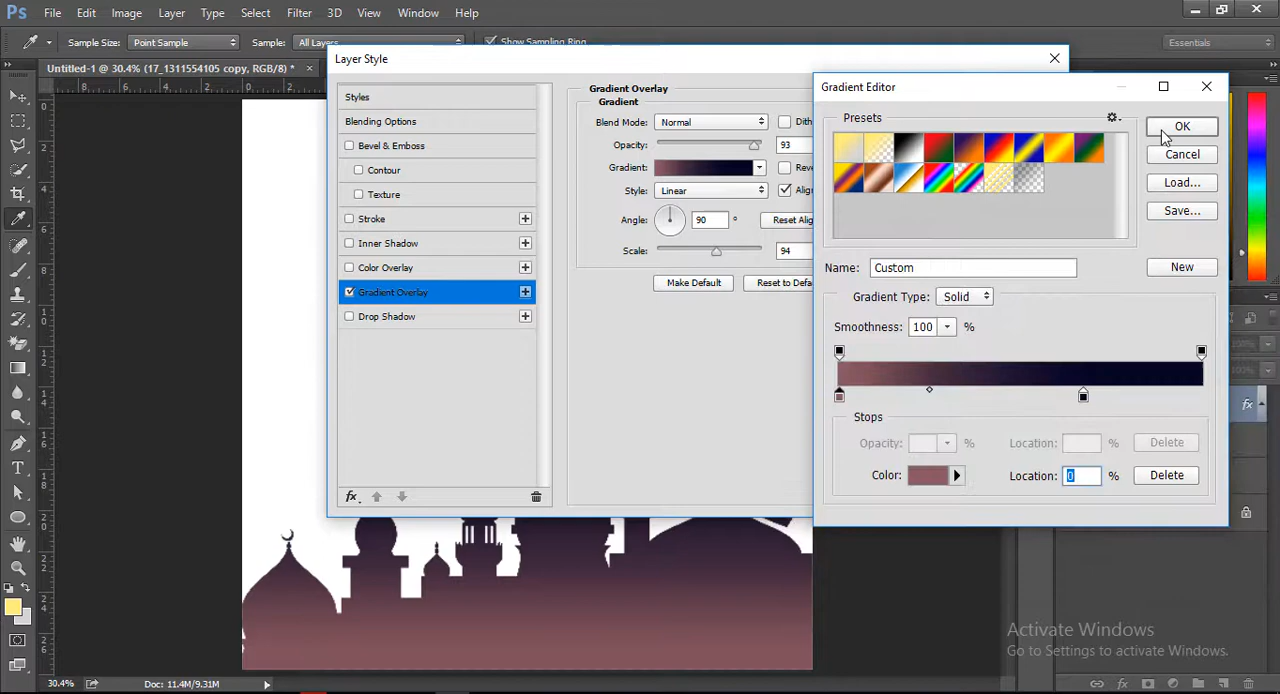 Ps File Edit Image Layer Type Select Filter 3D View Window Help
Sample Size: Point Sample Sample: All Layers Show Sampling Ring Essentials
Untitled-1 @ 30.4% (17_1311554105 copy, RGB/8) *
Layer Style
Styles
Blending Options
Bevel & Emboss
Contour
Texture
Stroke
Inner Shadow
Color Overlay
Gradient Overlay
Drop Shadow
fx
Gradient Overlay
Gradient
Blend Mode: Normal Dith
Opacity: 93
Gradient: Reve
Style: Linear Align
Angle: 90 ° Reset Alig
Scale: 94
Make Default Reset to Defa
Gradient Editor
Presets
OK
Cancel
Load...
Save...
Name: Custom New
Gradient Type: Solid
Smoothness: 100 %
Stops
Opacity: % Location: % Delete
Color: Location: 0 % Delete
Activate Windows
Go to Settings to activate Windows.
30.4% Doc: 11.4M/9.31M